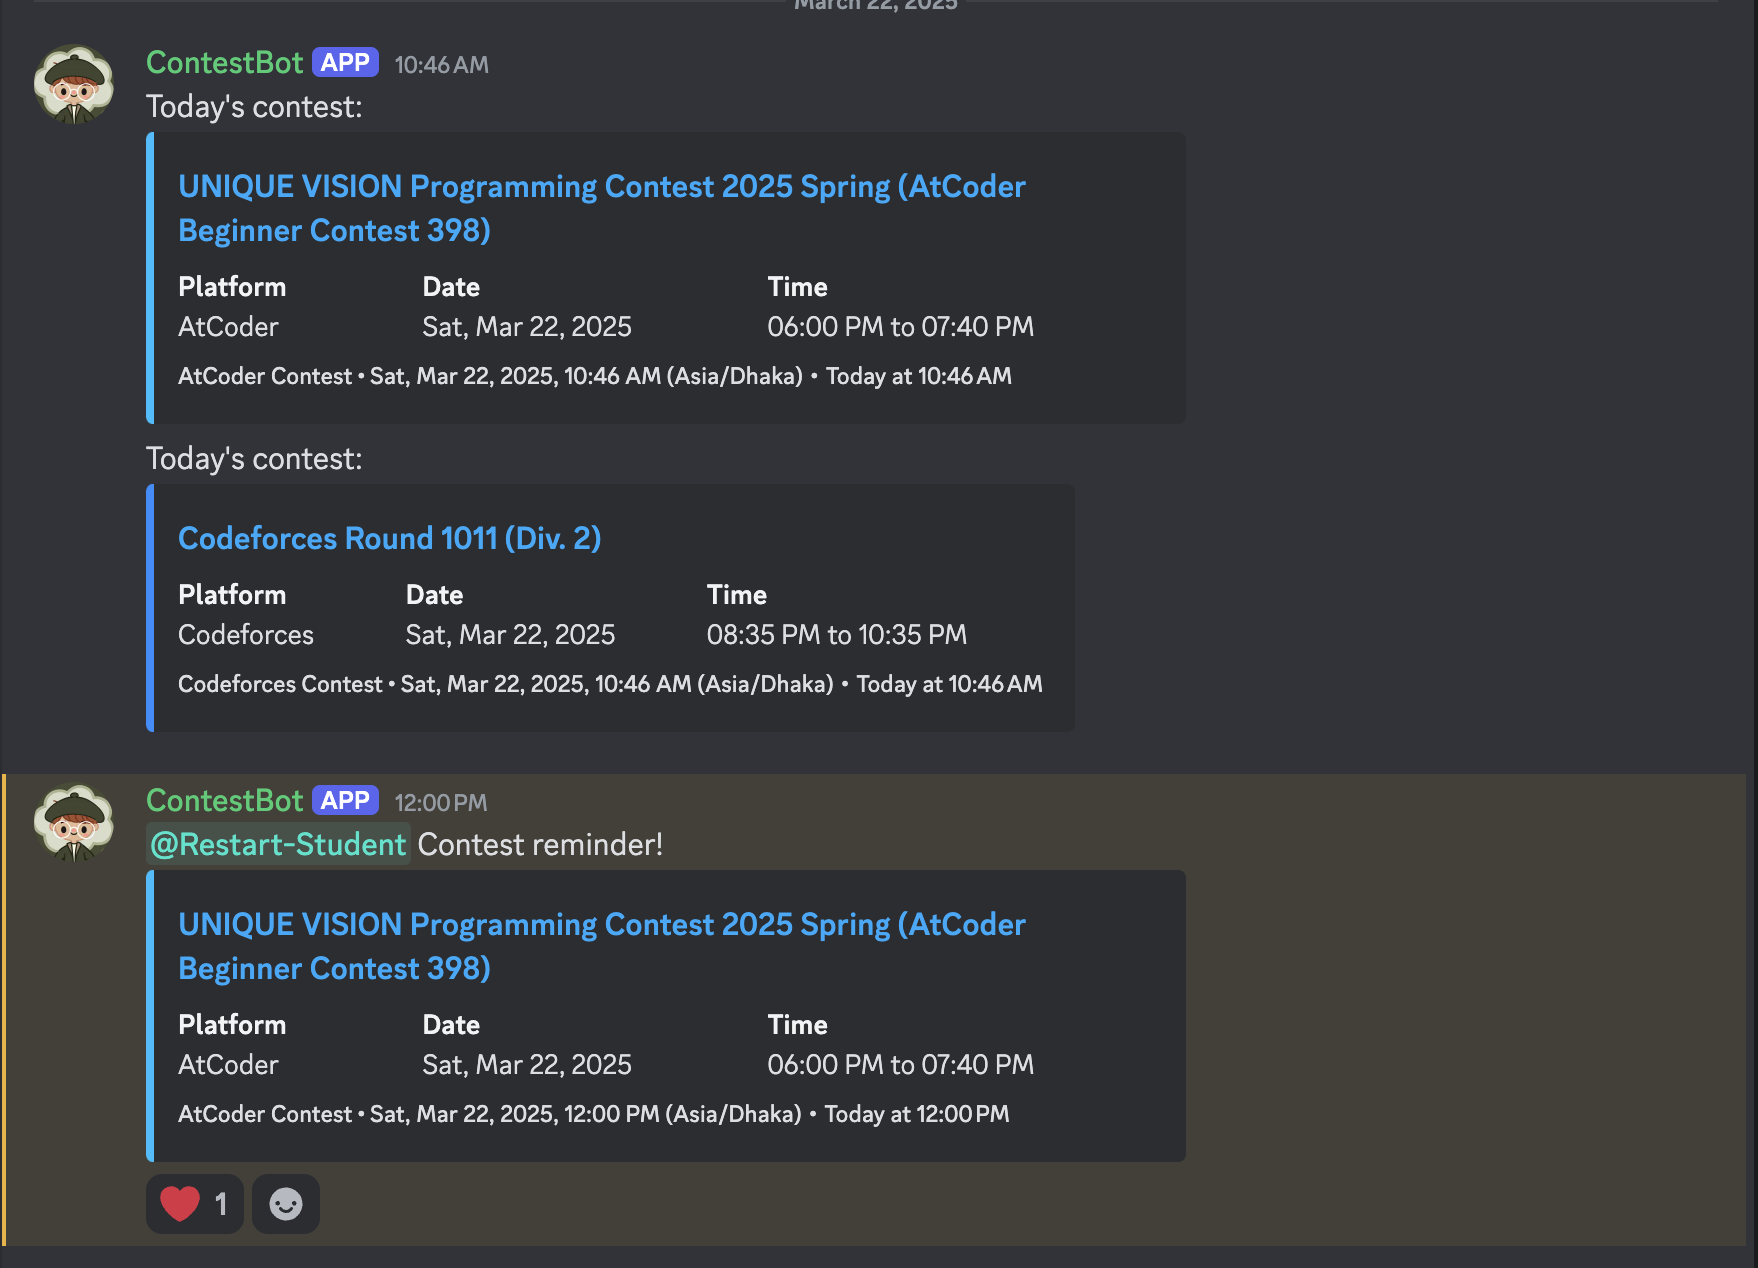 March 22, 2025
ContestBot APP 10:46 AM
Today's contest:
UNIQUE VISION Programming Contest 2025 Spring (AtCoder
Beginner Contest 398)
Platform Date Time
AtCoder Sat, Mar 22, 2025 06:00 PM to 07:40 PM
AtCoder Contest • Sat, Mar 22, 2025, 10:46 AM (Asia/Dhaka) • Today at 10:46 AM
Today's contest:
Codeforces Round 1011 (Div. 2)
Platform Date Time
Codeforces Sat, Mar 22, 2025 08:35 PM to 10:35 PM
Codeforces Contest • Sat, Mar 22, 2025, 10:46 AM (Asia/Dhaka) • Today at 10:46 AM
ContestBot APP 12:00 PM
@Restart-Student Contest reminder!
UNIQUE VISION Programming Contest 2025 Spring (AtCoder
Beginner Contest 398)
Platform Date Time
AtCoder Sat, Mar 22, 2025 06:00 PM to 07:40 PM
AtCoder Contest • Sat, Mar 22, 2025, 12:00 PM (Asia/Dhaka) • Today at 12:00 PM
1